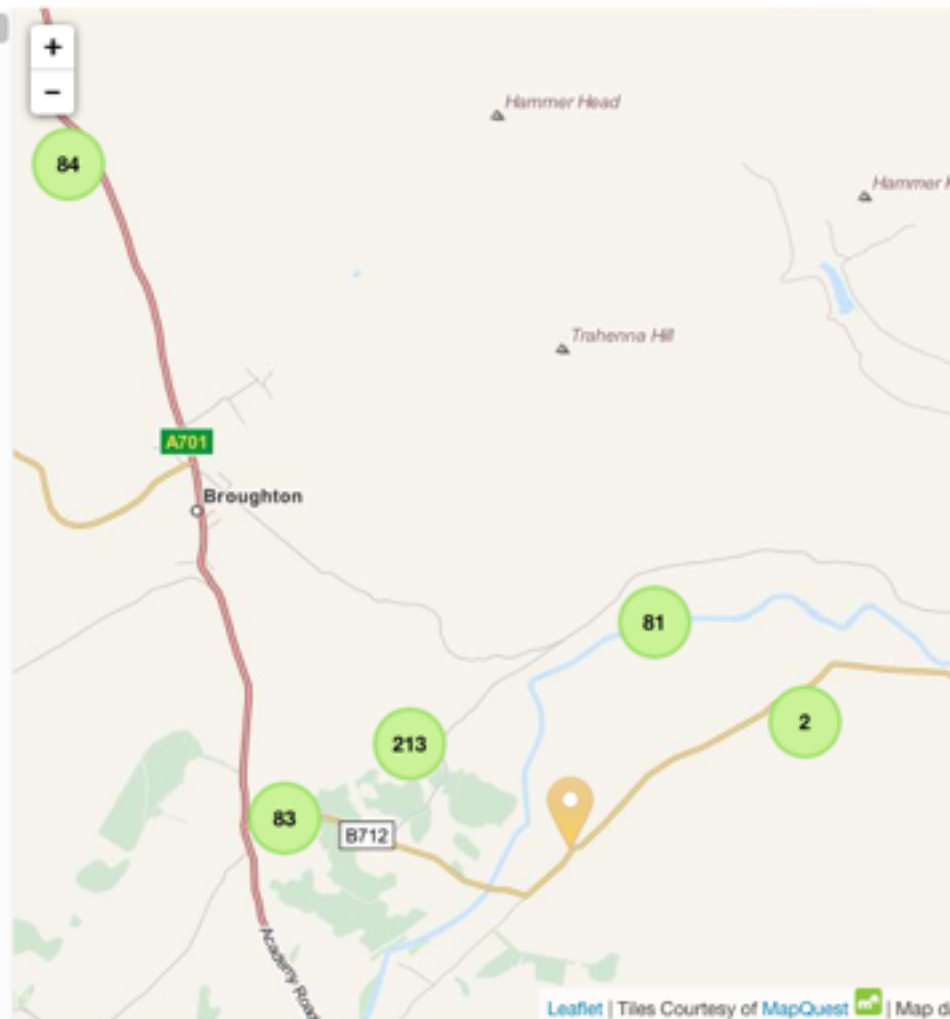 +
−
Hammer Head
84
Hammer
Trahenna Hill
A701
Broughton
81
2
213
83
B712
Academy Road
Leaflet | Tiles Courtesy of MapQuest | Map d